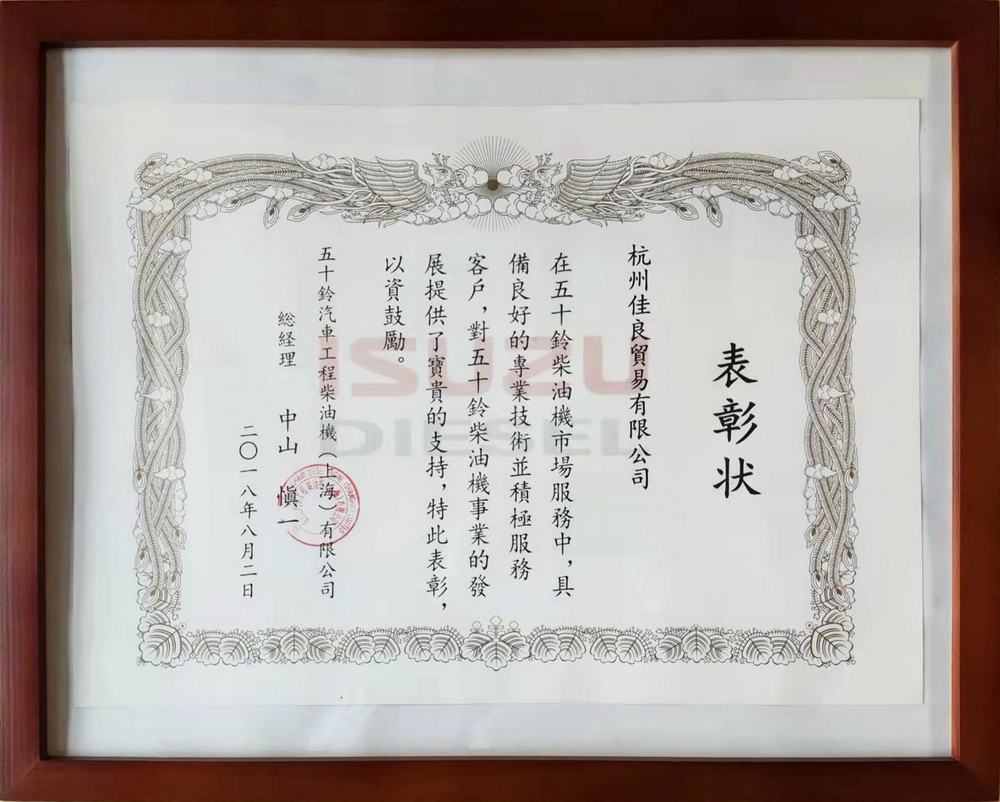 表彰状
杭州佳良貿易有限公司
在五十鈴柴油機市場服務中，具
備良好的專業技術並積極服務
客戶，對五十鈴柴油機事業的發
展提供了寶貴的支持，特此表彰，
以資鼓勵。
五十鈴汽車工程柴油機（上海）有限公司
総経理 中山 慎一
二〇一八年八月二日
ISUZU
DIESEL